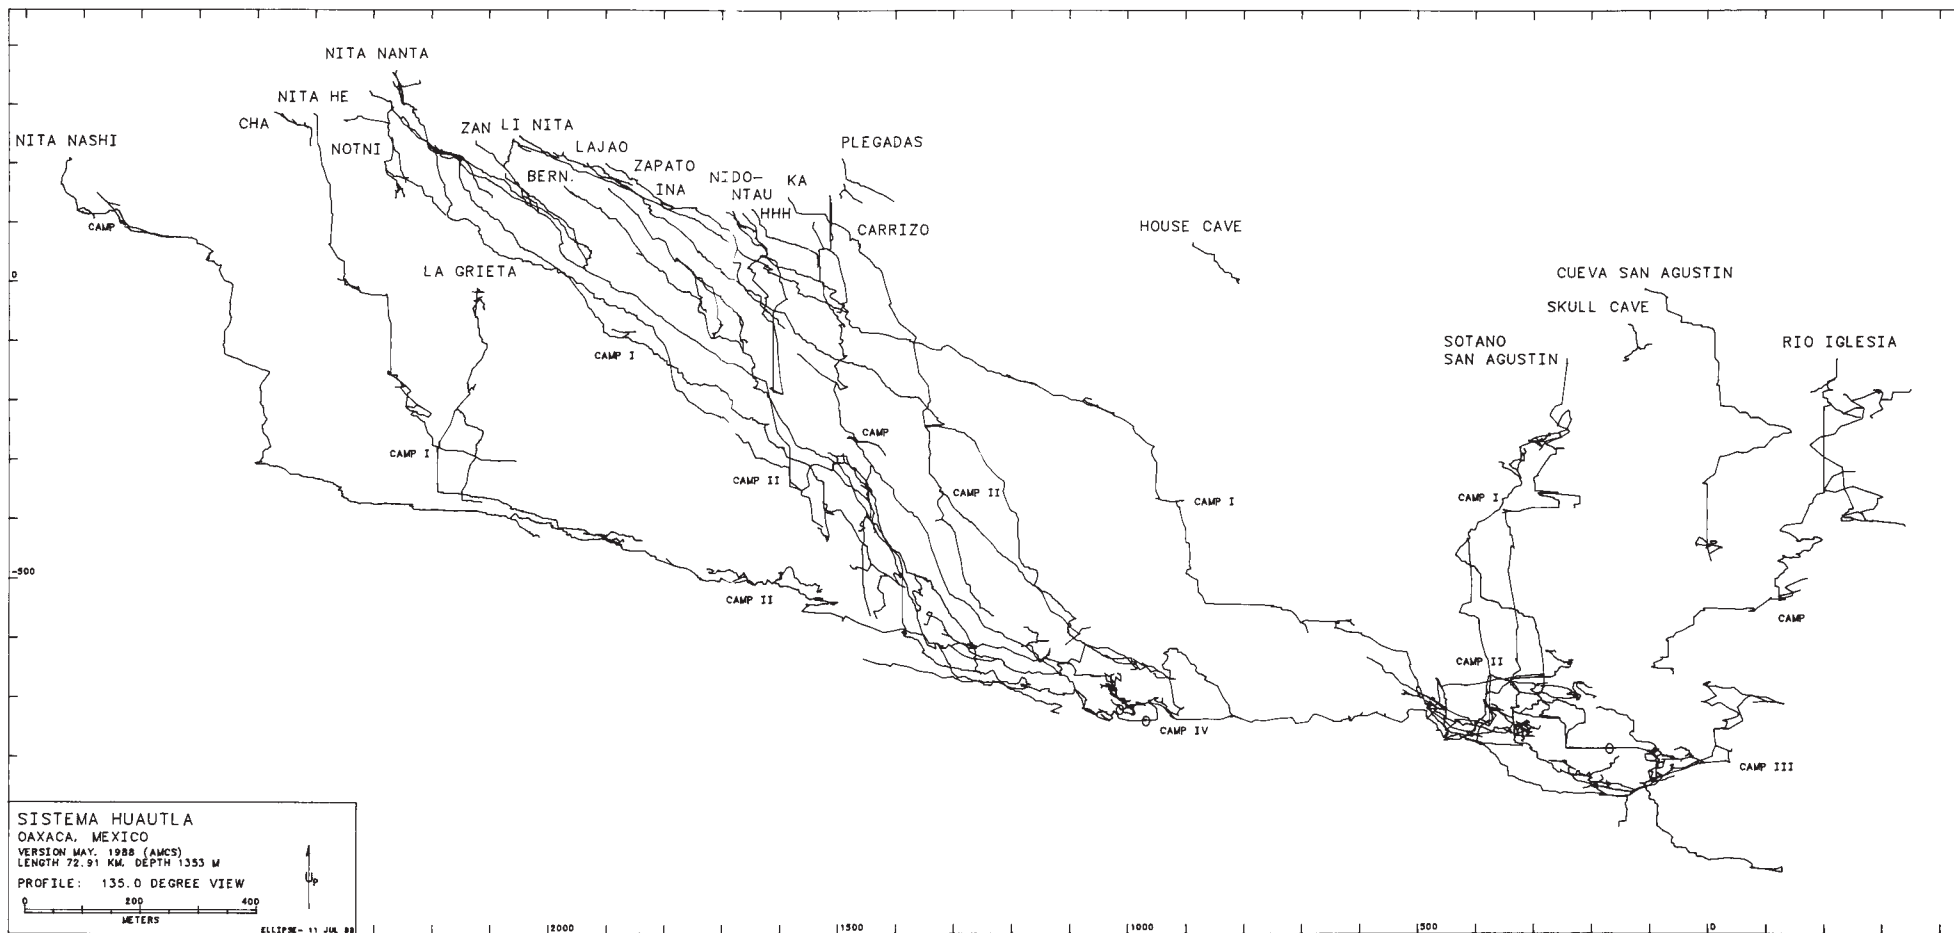 NITA NANTA
NITA HE
CHA
NITA NASHI
NOTNI
ZAN
LI NITA
LAJAO
BERN.
ZAPATO
INA
NIDO-
NTAU
HHH
KA
PLEGADAS
CARRIZO
HOUSE CAVE
CUEVA SAN AGUSTIN
SKULL CAVE
SOTANO
SAN AGUSTIN
RIO IGLESIA
CAMP
LA GRIETA
0
CAMP I
CAMP I
CAMP II
CAMP
CAMP II
CAMP I
CAMP I
-500
CAMP II
CAMP
CAMP II
CAMP IV
CAMP III
SISTEMA HUAUTLA
OAXACA, MEXICO
VERSION MAY, 1988 (AMCS)
LENGTH 72.91 KM, DEPTH 1353 M
PROFILE: 135.0 DEGREE VIEW
0 200 400
METERS
UP
ELLIPSE- 11 JUL 88
2000 1500 1000 500 0